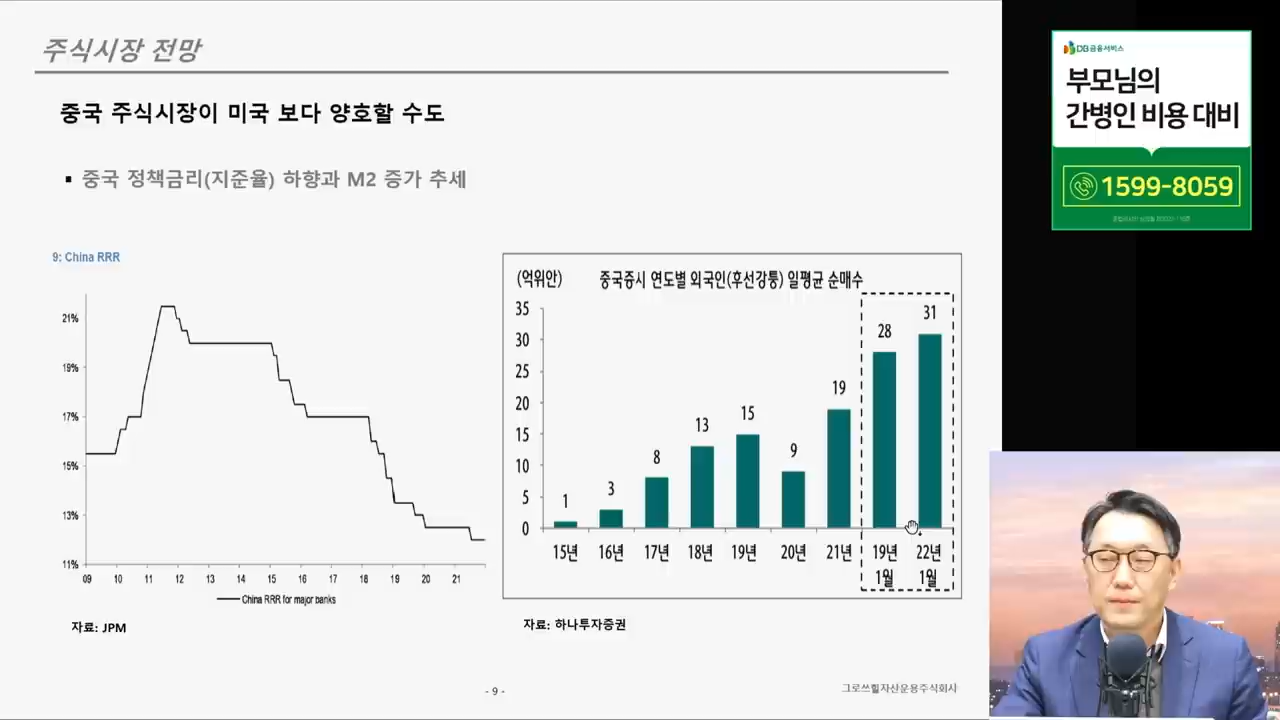 주식시장 전망
중국 주식시장이 미국 보다 양호할 수도
▪ 중국 정책금리(지준율) 하향과 M2 증가 추세
9: China RRR
21%
19%
17%
15%
13%
11%
09 10 11 12 13 14 15 16 17 18 19 20 21
China RRR for major banks
자료: JPM
(억위안) 중국증시 연도별 외국인(후선강퉁) 일평균 순매수
35
30
25
20
15
10
5
0
1 3 8 13 15 9 19 28 31
15년 16년 17년 18년 19년 20년 21년 19년 22년
1월 1월
자료: 하나투자증권
- 9 -
그로쓰힐자산운용주식회사
DB금융서비스
부모님의
간병인 비용 대비
1599-8059